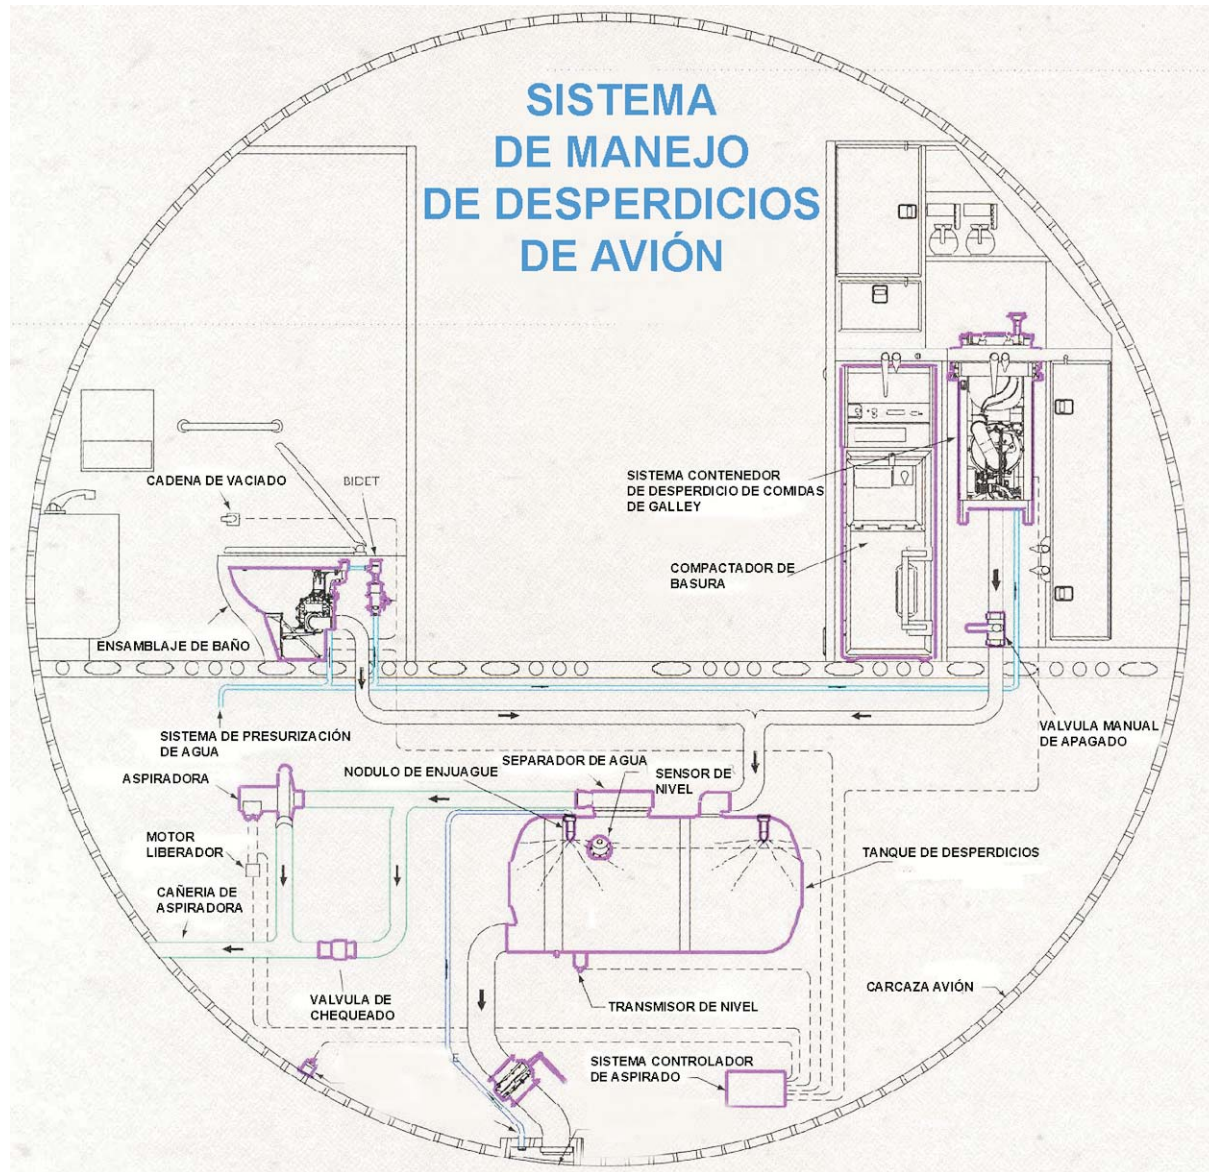 SISTEMA
DE MANEJO
DE DESPERDICIOS
DE AVIÓN
CADENA DE VACIADO
BIDET
SISTEMA CONTENEDOR
DE DESPERDICIO DE COMIDAS
DE GALLEY
COMPACTADOR DE
BASURA
ENSAMBLAJE DE BAÑO
SISTEMA DE PRESURIZACIÓN
DE AGUA
VALVULA MANUAL
DE APAGADO
ASPIRADORA
NODULO DE ENJUAGUE
SEPARADOR DE AGUA
SENSOR DE
NIVEL
MOTOR
LIBERADOR
TANQUE DE DESPERDICIOS
CAÑERIA DE
ASPIRADORA
VALVULA DE
CHEQUEADO
TRANSMISOR DE NIVEL
CARCAZA AVIÓN
SISTEMA CONTROLADOR
DE ASPIRADO
E